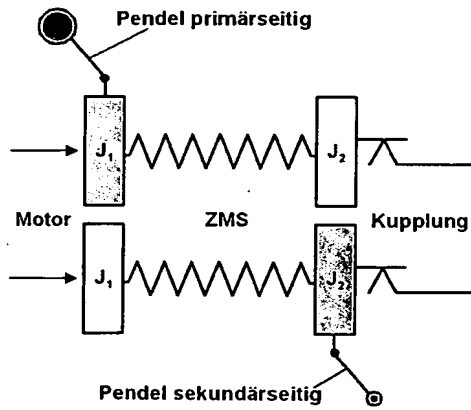 Pendel primärseitig
J₁ J₂
Motor ZMS Kupplung
J₁ J₂
Pendel sekundärseitig